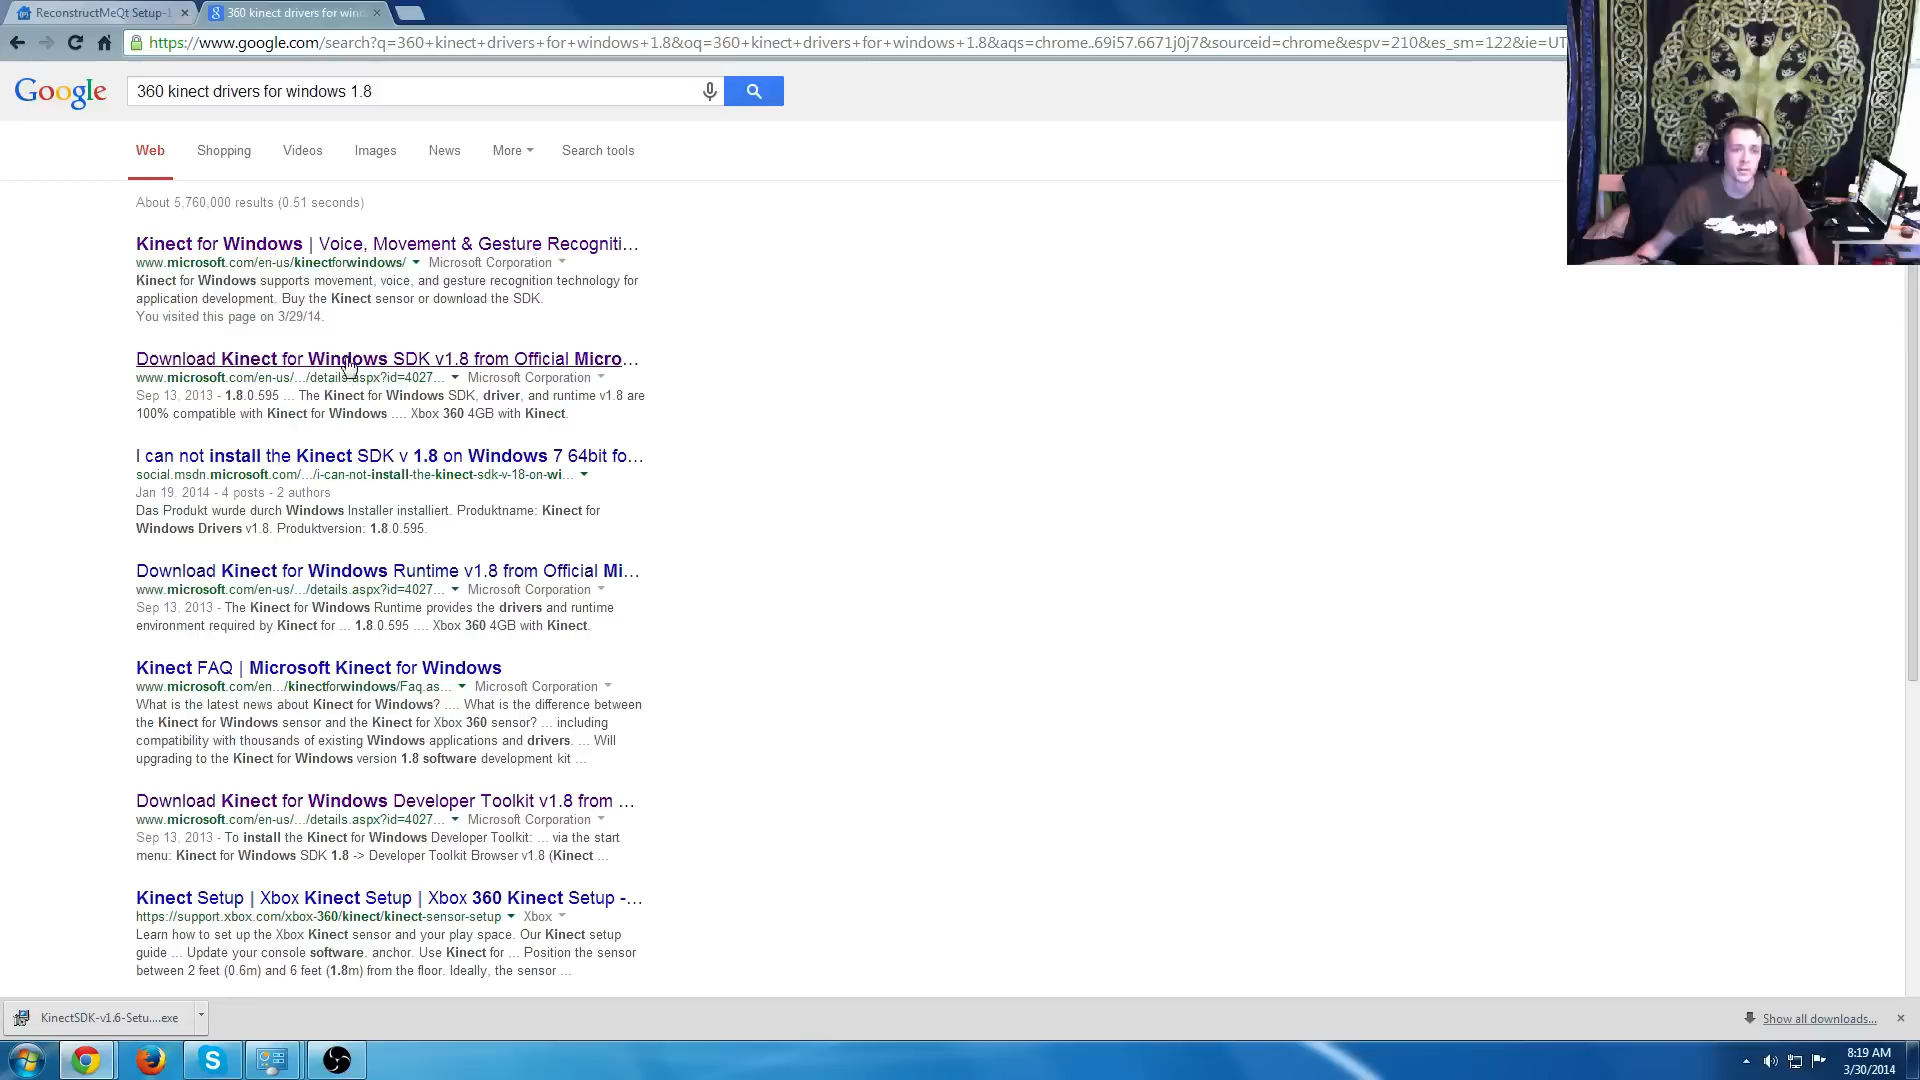 ReconstructMeQt Setup-1
360 kinect drivers for wind
https://www.google.com/search?q=360+kinect+drivers+for+windows+1.8&oq=360+kinect+drivers+for+windows+1.8&aqs=chrome..69i57.6671j0j7&sourceid=chrome&espv=210&es_sm=122&ie=UT
Google
360 kinect drivers for windows 1.8
Web Shopping Videos Images News More Search tools
About 5,760,000 results (0.51 seconds)
Kinect for Windows | Voice, Movement & Gesture Recogniti...
www.microsoft.com/en-us/kinectforwindows/ Microsoft Corporation
Kinect for Windows supports movement, voice, and gesture recognition technology for
application development. Buy the Kinect sensor or download the SDK.
You visited this page on 3/29/14.
Download Kinect for Windows SDK v1.8 from Official Micro...
www.microsoft.com/en-us/.../details.aspx?id=4027... Microsoft Corporation
Sep 13, 2013 - 1.8.0.595 ... The Kinect for Windows SDK, driver, and runtime v1.8 are
100% compatible with Kinect for Windows .... Xbox 360 4GB with Kinect.
I can not install the Kinect SDK v 1.8 on Windows 7 64bit fo...
social.msdn.microsoft.com/.../i-can-not-install-the-kinect-sdk-v-18-on-wi...
Jan 19, 2014 - 4 posts - 2 authors
Das Produkt wurde durch Windows Installer installiert. Produktname: Kinect for
Windows Drivers v1.8. Produktversion: 1.8.0.595.
Download Kinect for Windows Runtime v1.8 from Official Mi...
www.microsoft.com/en-us/.../details.aspx?id=4027... Microsoft Corporation
Sep 13, 2013 - The Kinect for Windows Runtime provides the drivers and runtime
environment required by Kinect for ... 1.8.0.595 .... Xbox 360 4GB with Kinect.
Kinect FAQ | Microsoft Kinect for Windows
www.microsoft.com/en.../kinectforwindows/Faq.as... Microsoft Corporation
What is the latest news about Kinect for Windows? .... What is the difference between
the Kinect for Windows sensor and the Kinect for Xbox 360 sensor? ... including
compatibility with thousands of existing Windows applications and drivers. ... Will
upgrading to the Kinect for Windows version 1.8 software development kit ...
Download Kinect for Windows Developer Toolkit v1.8 from ...
www.microsoft.com/en-us/.../details.aspx?id=4027... Microsoft Corporation
Sep 13, 2013 - To install the Kinect for Windows Developer Toolkit: ... via the start
menu: Kinect for Windows SDK 1.8 -> Developer Toolkit Browser v1.8 (Kinect ...
Kinect Setup | Xbox Kinect Setup | Xbox 360 Kinect Setup -...
https://support.xbox.com/xbox-360/kinect/kinect-sensor-setup Xbox
Learn how to set up the Xbox Kinect sensor and your play space. Our Kinect setup
guide ... Update your console software. anchor. Use Kinect for ... Position the sensor
between 2 feet (0.6m) and 6 feet (1.8m) from the floor. Ideally, the sensor ...
KinectSDK-v1.6-Setu....exe
Show all downloads...
8:19 AM
3/30/2014